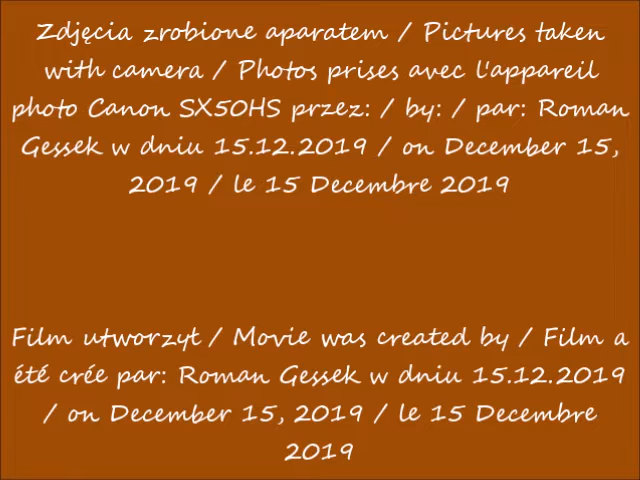 Zdjęcia zrobione aparatem / Pictures taken
with camera / Photos prises avec l'appareil
photo Canon SX50HS przez: / by: / par: Roman
Gessek w dniu 15.12.2019 / on December 15,
2019 / le 15 Decembre 2019
Film utworzył / Movie was created by / Film a
été crée par: Roman Gessek w dniu 15.12.2019
/ on December 15, 2019 / le 15 Decembre
2019